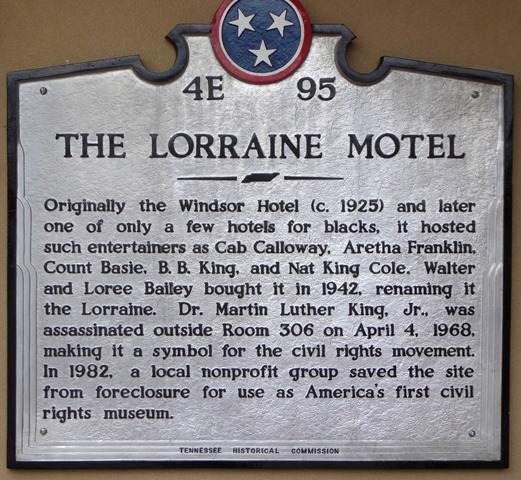 4E 95
THE LORRAINE MOTEL
Originally the Windsor Hotel (c. 1925) and later
one of only a few hotels for blacks, it hosted
such entertainers as Cab Calloway, Aretha Franklin,
Count Basie, B. B. King, and Nat King Cole. Walter
and Loree Bailey bought it in 1942, renaming it
the Lorraine. Dr. Martin Luther King, Jr., was
assassinated outside Room 306 on April 4, 1968,
making it a symbol for the civil rights movement.
In 1982, a local nonprofit group saved the site
from foreclosure for use as America's first civil
rights museum.
TENNESSEE HISTORICAL COMMISSION